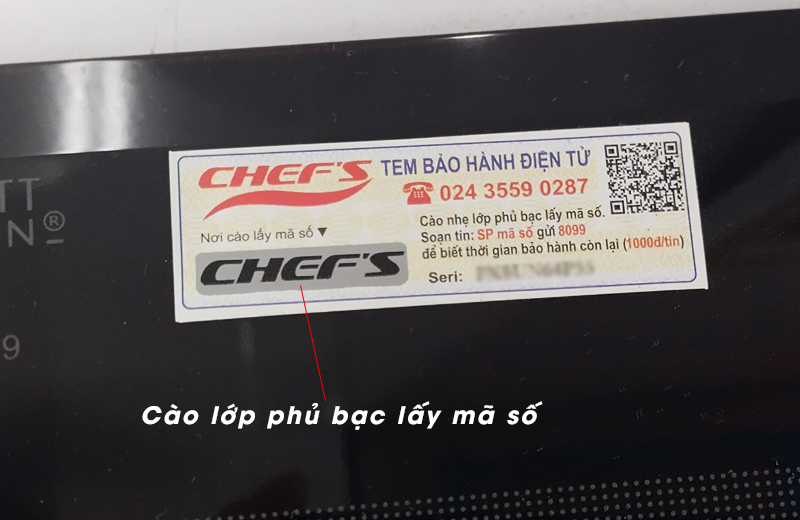 CHEF'S
TEM BẢO HÀNH ĐIỆN TỬ
☎ 024 3559 0287
Nơi cào lấy mã số ▼
Cào nhẹ lớp phủ bạc lấy mã số.
Soạn tin: SP mã số gửi 8099
để biết thời gian bảo hành còn lại (1000đ/tin)
CHEF'S
Seri:
TT
N®
9
Cào lớp phủ bạc lấy mã số